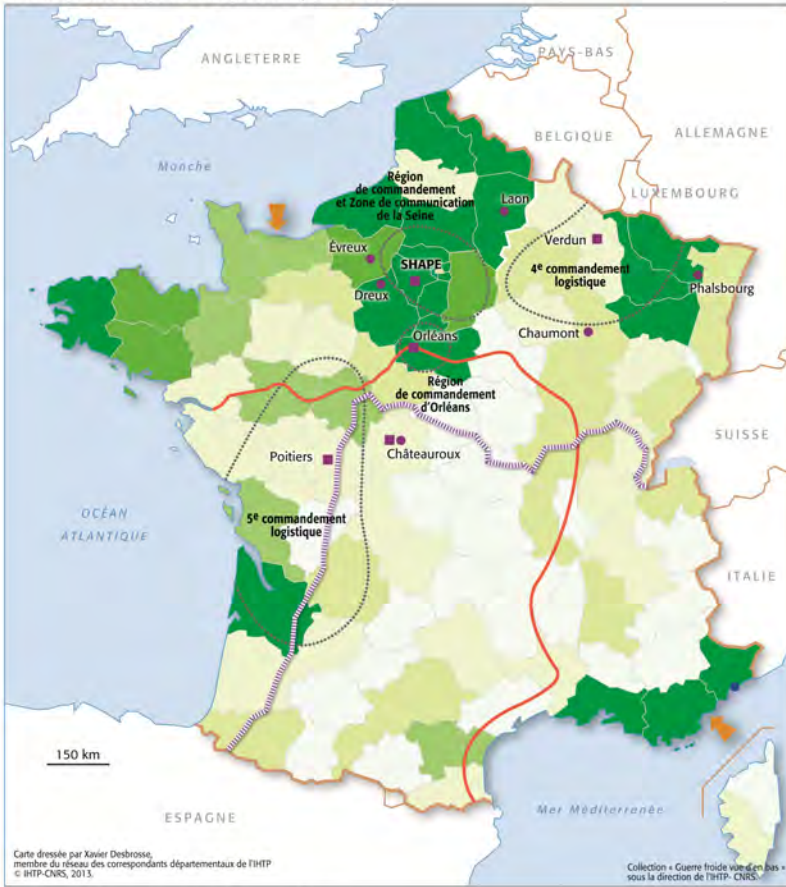 ANGLETERRE
PAYS-BAS
BELGIQUE
ALLEMAGNE
Manche
LUXEMBOURG
Région
de commandement
et Zone de communication
de la Seine
Laon
Verdun
Évreux
SHAPE
4e commandement
logistique
Phalsbourg
Dreux
Chaumont
Orléans
Région
de commandement
d'Orléans
SUISSE
Châteauroux
Poitiers
OCÉAN
ATLANTIQUE
5e commandement
logistique
ITALIE
150 km
Mer Méditerranée
ESPAGNE
Carte dressée par Xavier Desbrosse,
membre du réseau des correspondants départementaux de l'IHTP
© IHTP-CNRS, 2013.
Collection « Guerre froide vue d'en bas »
sous la direction de l'IHTP- CNRS.